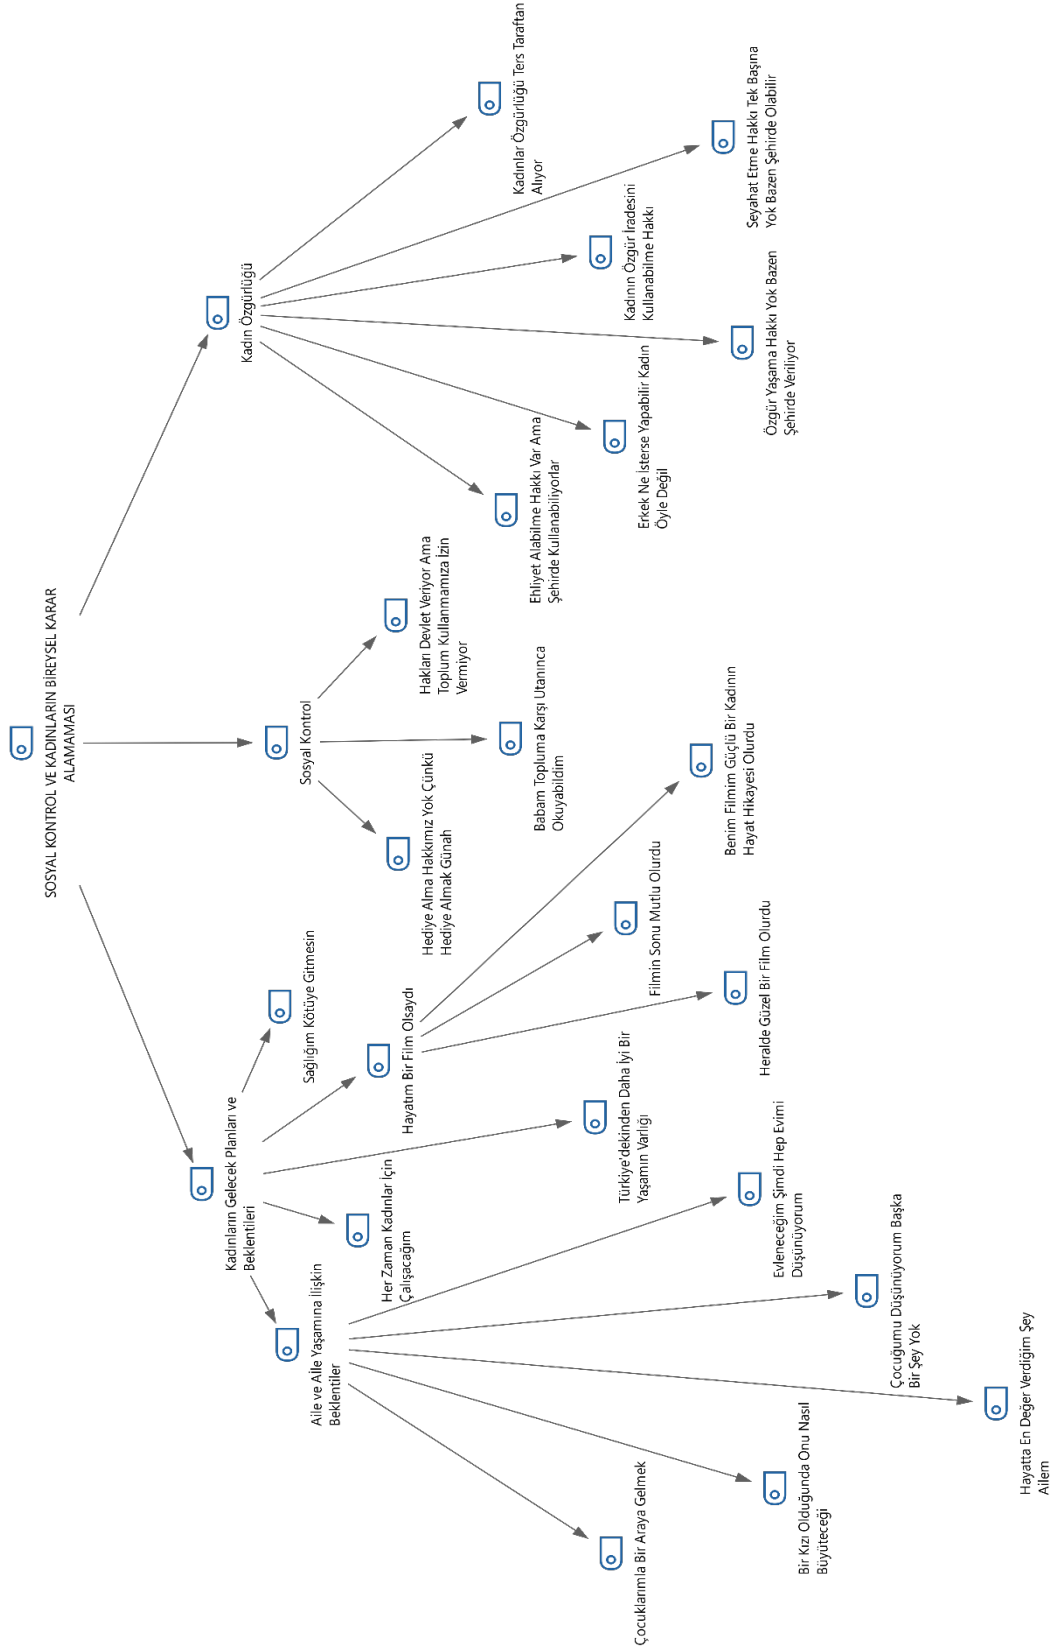 SOSYAL KONTROL VE KADINLARIN BİREYSEL KARAR
ALAMAMASI
Kadınların Gelecek Planları ve
Beklentileri
Sosyal Kontrol
Kadın Özgürlüğü
Aile ve Aile Yaşamına İlişkin
Beklentiler
Her Zaman Kadınlar İçin
Çalışacağım
Türkiye'dekinden Daha İyi Bir
Yaşamın Varlığı
Hayatım Bir Film Olsaydı
Sağlığım Kötüye Gitmesin
Çocuklarımla Bir Araya Gelmek
Bir Kızı Olduğunda Onu Nasıl
Büyüteceği
Hayatta En Değer Verdiğim Şey
Ailem
Çocuğumu Düşünüyorum Başka
Bir Şey Yok
Evleneceğim Şimdi Hep Evimi
Düşünüyorum
Heralde Güzel Bir Film Olurdu
Filmin Sonu Mutlu Olurdu
Benim Filmim Güçlü Bir Kadının
Hayat Hikayesi Olurdu
Hediye Alma Hakkımız Yok Çünkü
Hediye Almak Günah
Babam Topluma Karşı Utanınca
Okuyabildim
Hakları Devlet Veriyor Ama
Toplum Kullanmamıza İzin
Vermiyor
Ehliyet Alabilme Hakkı Var Ama
Şehirde Kullanabiliyorlar
Erkek Ne İsterse Yapabilir Kadın
Öyle Değil
Özgür Yaşama Hakkı Yok Bazen
Şehirde Veriliyor
Kadının Özgür İradesini
Kullanabilme Hakkı
Seyahat Etme Hakkı Tek Başına
Yok Bazen Şehirde Olabilir
Kadınlar Özgürlüğü Ters Taraftan
Alıyor